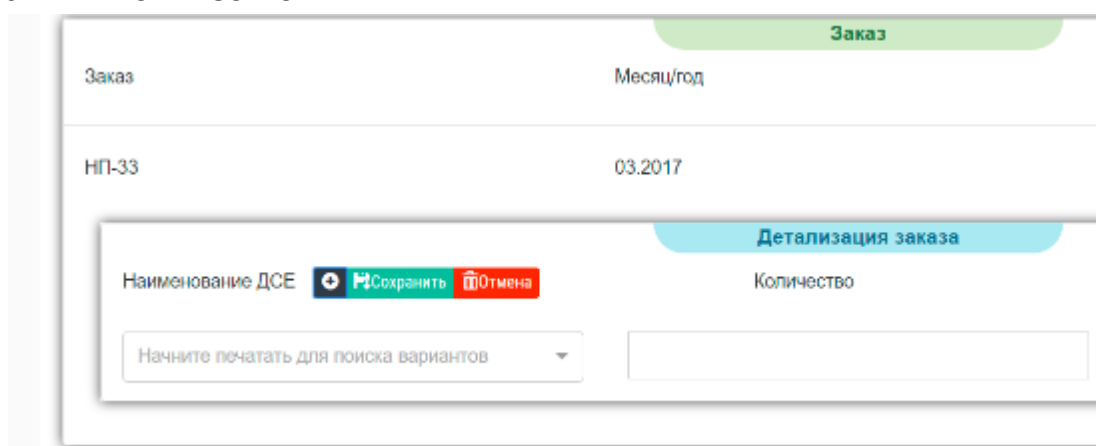 Заказ
Заказ Месяц/год
НП-33 03.2017
Детализация заказа
Наименование ДСЕ Сохранить Отмена Количество
Начните печатать для поиска вариантов